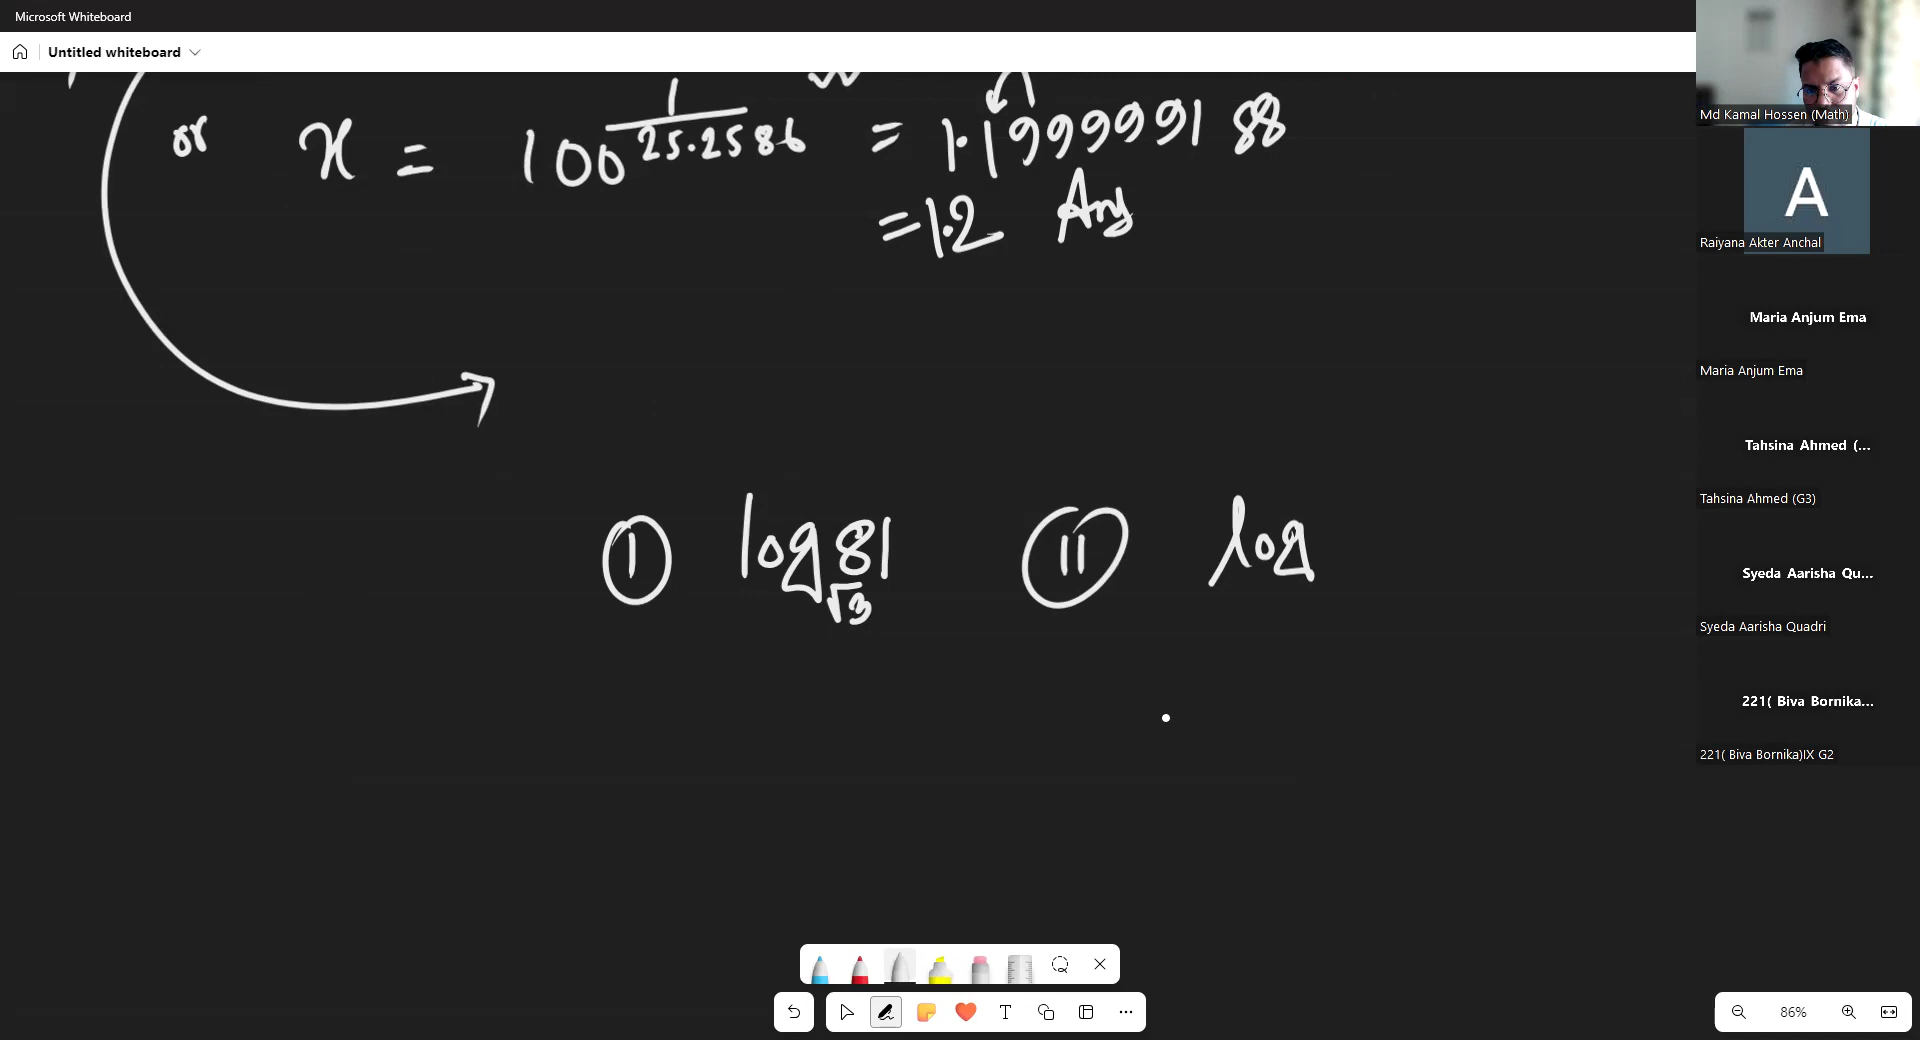 Microsoft Whiteboard
Untitled whiteboard
or x = 100^(1/25.2586) = 1.1999999188
=1.2 Ans
① log_√3 81 ⑪ log
Md Kamal Hossen (Math)
A
Raiyana Akter Anchal
Maria Anjum Ema
Maria Anjum Ema
Tahsina Ahmed (...
Tahsina Ahmed (G3)
Syeda Aarisha Qu...
Syeda Aarisha Quadri
221( Biva Bornika...
221( Biva Bornika)IX G2
T
86%